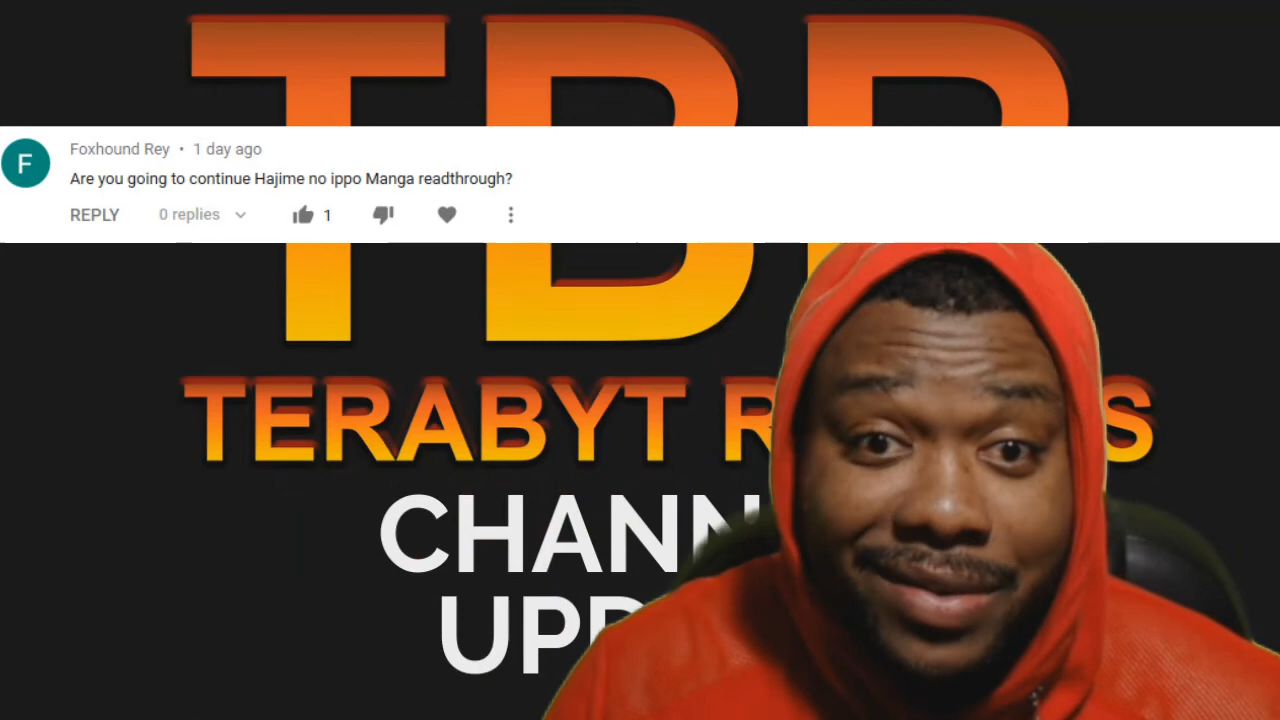 TBR
F
Foxhound Rey • 1 day ago
Are you going to continue Hajime no ippo Manga readthrough?
REPLY 0 replies 1
TERABYT R S
CHANN
UPD